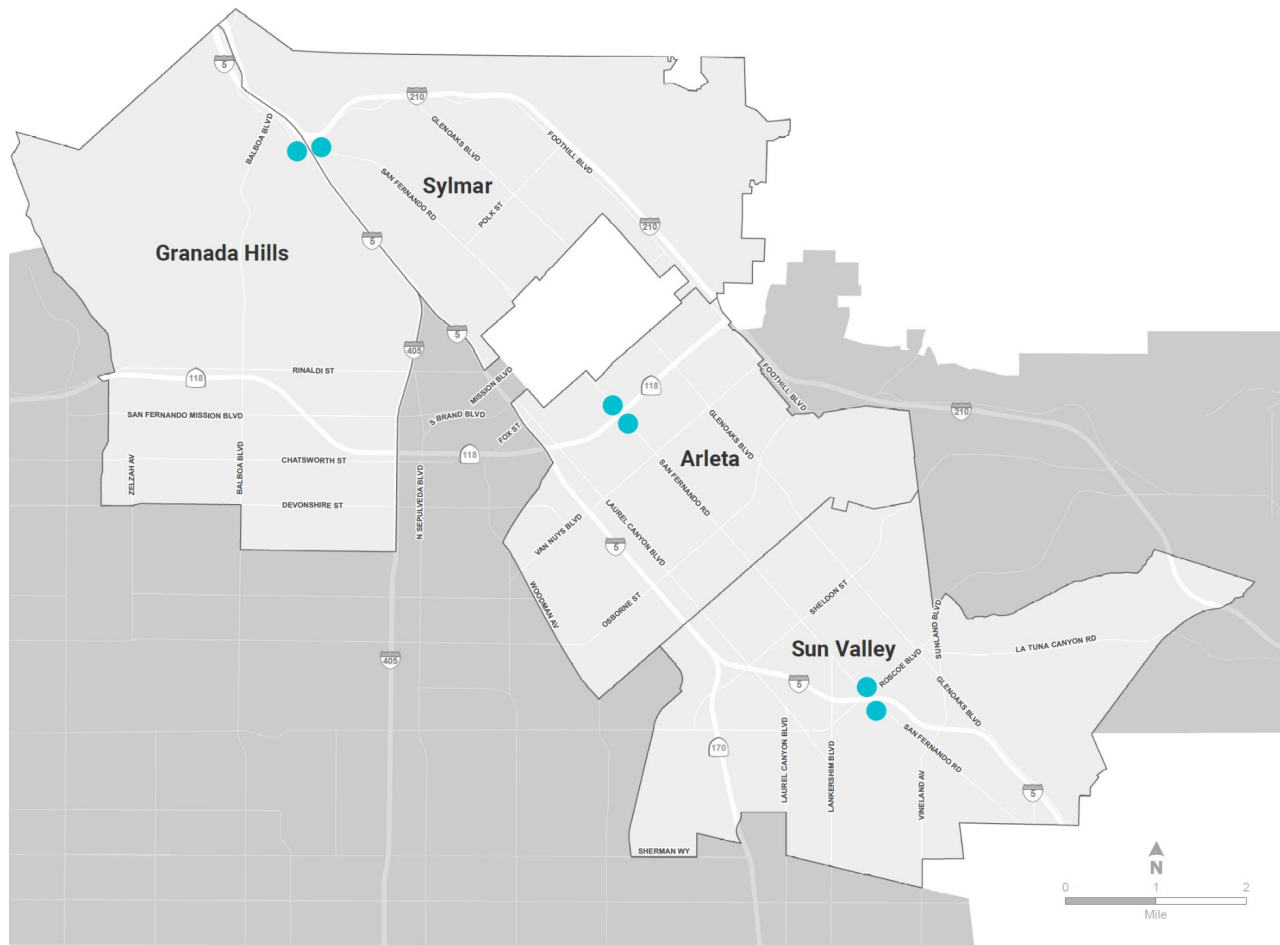 5
210
BALBOA BLVD
GLENOAKS BLVD
FOOTHILL BLVD
Sylmar
SAN FERNANDO RD
POLK ST
210
5
Granada Hills
5
405
RINALDI ST
118
MISSION BLVD
118
FOOTHILL BLVD
210
SAN FERNANDO MISSION BLVD
S BRAND BLVD
FOX ST
GLENOAKS BLVD
118
CHATSWORTH ST
Arleta
ZELZAH AV
BALBOA BLVD
N SEPULVEDA BLVD
SAN FERNANDO RD
DEVONSHIRE ST
LAUREL CANYON BLVD
VAN NUYS BLVD
5
WOODMAN AV
OSBORNE ST
SHELDON ST
SUNLAND BLVD
LA TUNA CANYON RD
Sun Valley
405
ROSCOE BLVD
5
GLENOAKS BLVD
170
LAUREL CANYON BLVD
LANKERSHIM BLVD
SAN FERNANDO RD
VINELAND AV
5
SHERMAN WY
N
0 1 2
Mile